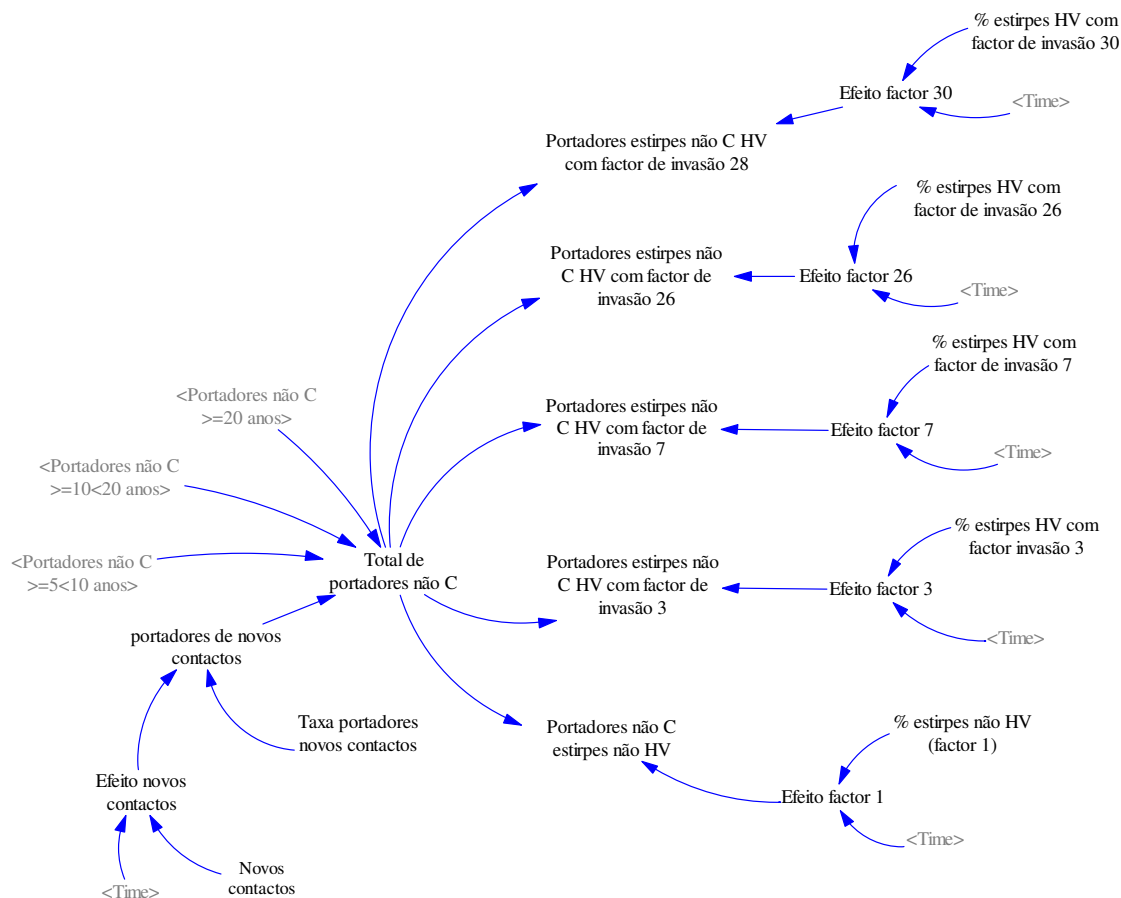 % estirpes HV com
factor de invasão 30
Efeito factor 30
<Time>
Portadores estirpes não C HV
com factor de invasão 28
% estirpes HV com
factor de invasão 26
Portadores estirpes não
C HV com factor de
invasão 26
Efeito factor 26
<Time>
% estirpes HV com
factor de invasão 7
<Portadores não C
>=20 anos>
Portadores estirpes não
C HV com factor de
invasão 7
Efeito factor 7
<Time>
<Portadores não C
>=10<20 anos>
% estirpes HV com
factor invasão 3
<Portadores não C
>=5<10 anos>
Total de
portadores não C
Portadores estirpes não
C HV com factor de
invasão 3
Efeito factor 3
<Time>
portadores de novos
contactos
Taxa portadores
novos contactos
Portadores não C
estirpes não HV
% estirpes não HV
(factor 1)
Efeito novos
contactos
Efeito factor 1
<Time>
Novos
contactos
<Time>